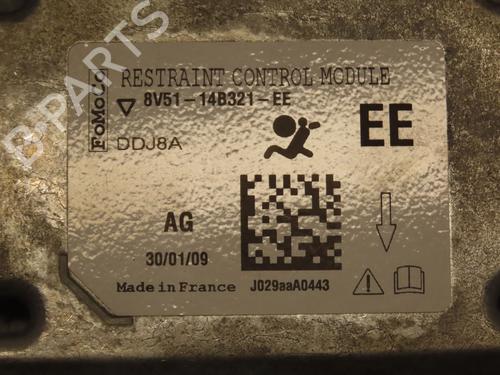 B-PARTS
FoMoCo
RESTRAINT CONTROL MODULE
8V51-14B321-EE
DDJ8A
EE
AG
30/01/09
Made in France
J029aaA0443